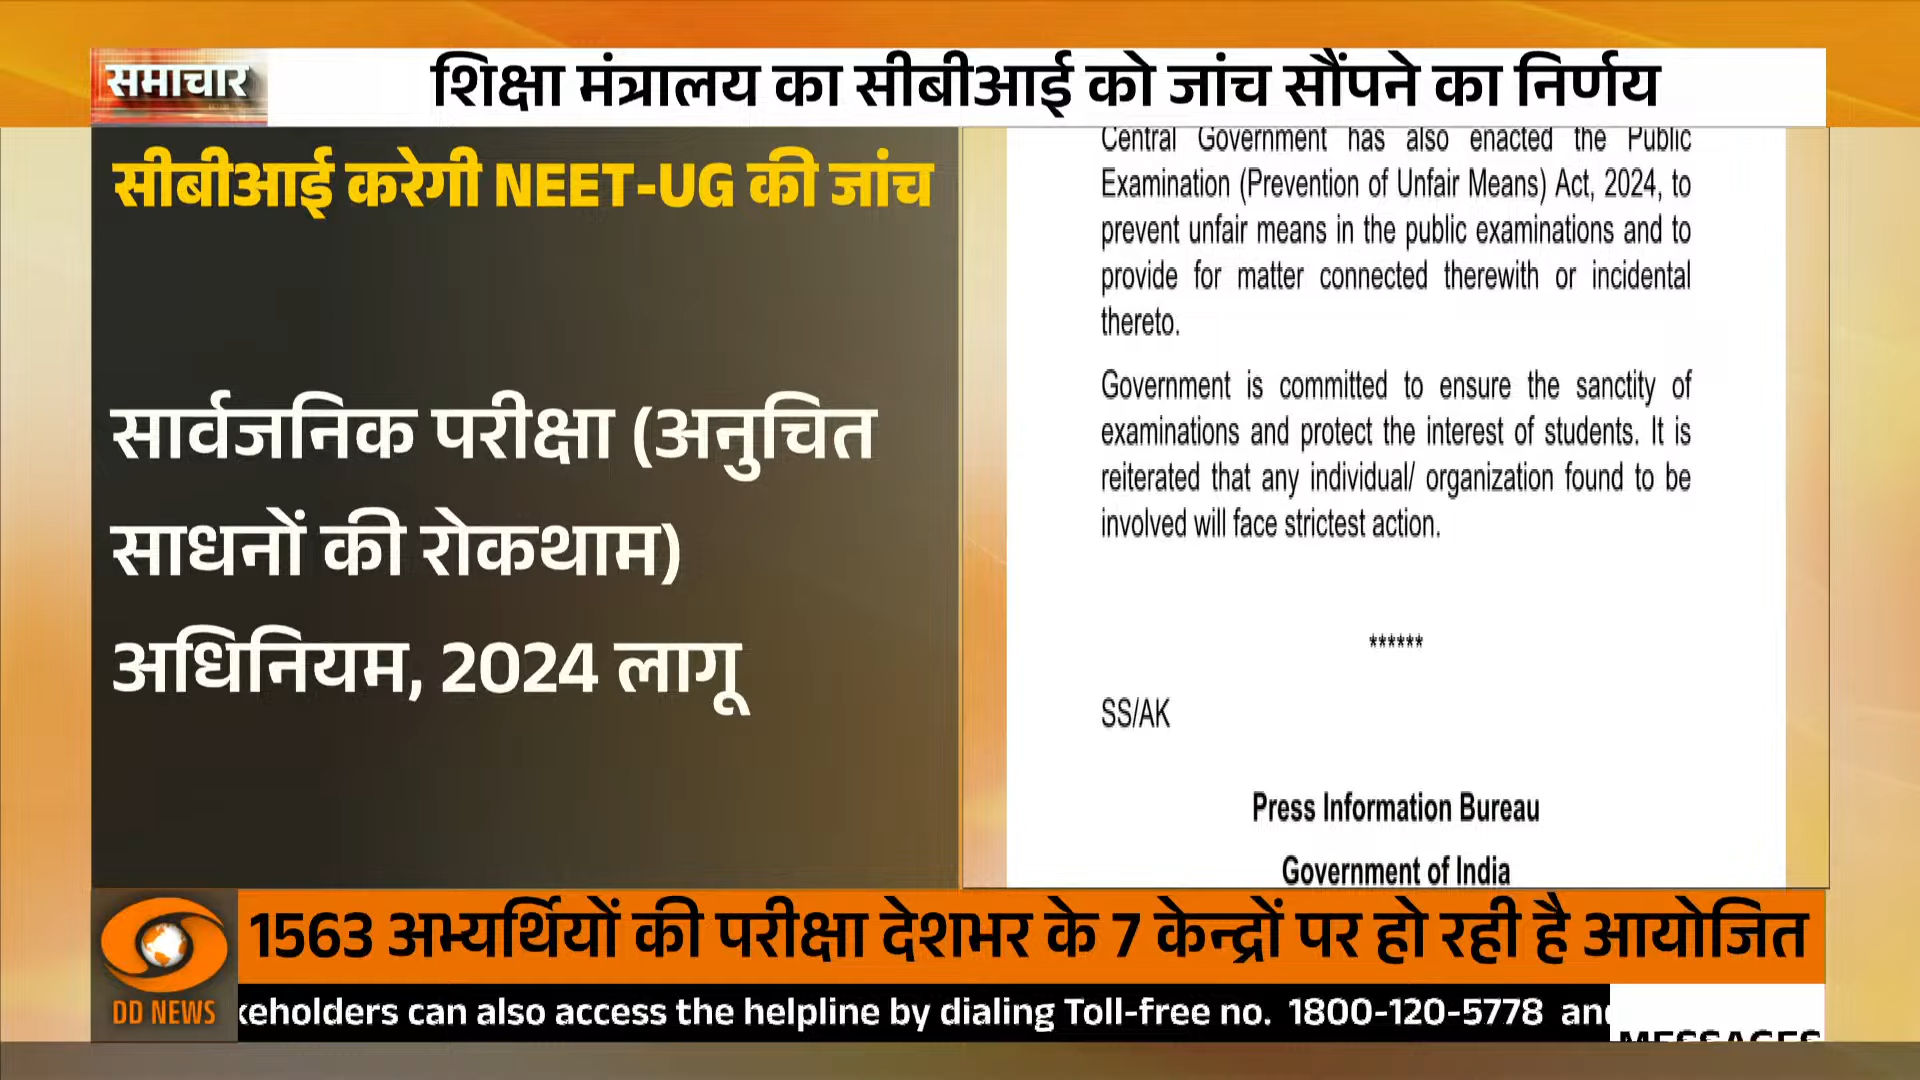 समाचार
शिक्षा मंत्रालय का सीबीआई को जांच सौंपने का निर्णय
सीबीआई करेगी NEET-UG की जांच
सार्वजनिक परीक्षा (अनुचित
साधनों की रोकथाम)
अधिनियम, 2024 लागू
Central Government has also enacted the Public
Examination (Prevention of Unfair Means) Act, 2024, to
prevent unfair means in the public examinations and to
provide for matter connected therewith or incidental
thereto.
Government is committed to ensure the sanctity of
examinations and protect the interest of students. It is
reiterated that any individual/ organization found to be
involved will face strictest action.
******
SS/AK
Press Information Bureau
Government of India
1563 अभ्यर्थियों की परीक्षा देशभर के 7 केन्द्रों पर हो रही है आयोजित
DD NEWS
keholders can also access the helpline by dialing Toll-free no. 1800-120-5778 and
MESSAGES